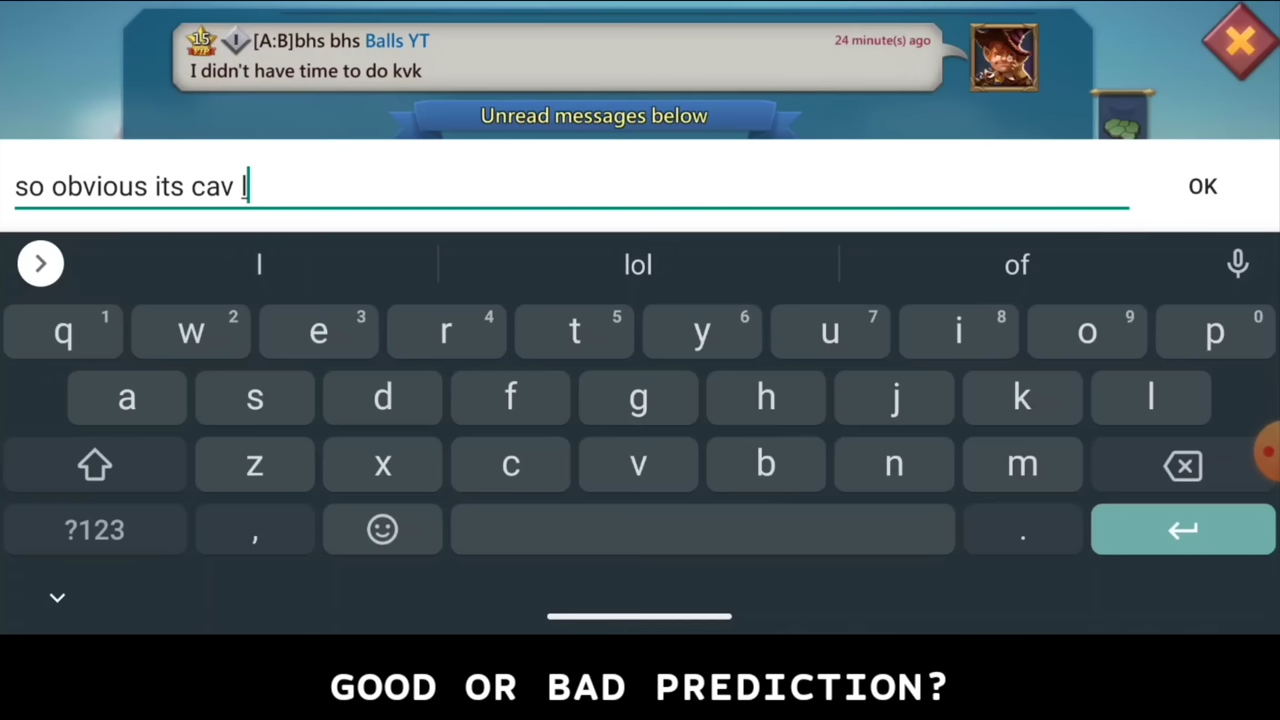 15
[A:B]bhs bhs Balls YT
24 minute(s) ago
I didn't have time to do kvk
Unread messages below
so obvious its cav l
OK
l
lol
of
q 1 w 2 e 3 r 4 t 5 y 6 u 7 i 8 o 9 p 0
a s d f g h j k l
z x c v b n m
?123 , .
GOOD OR BAD PREDICTION?